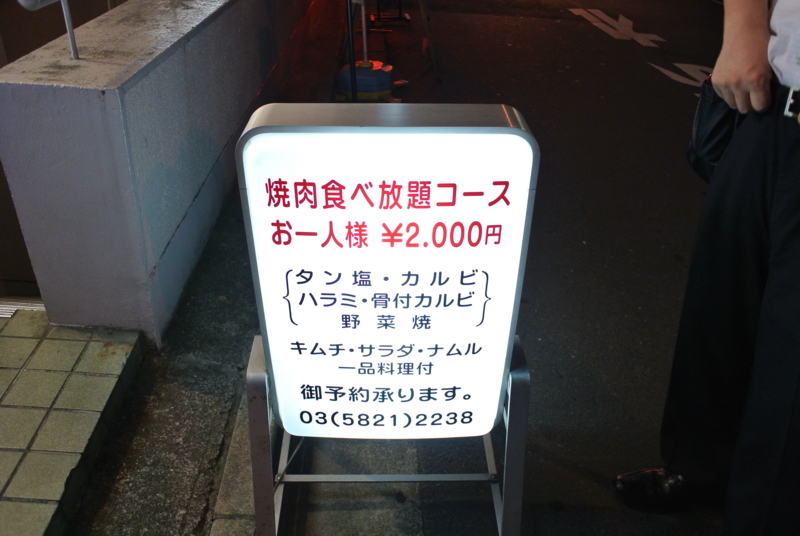 焼肉食べ放題コース
お一人様 ¥2.000円
タン塩・カルビ
ハラミ・骨付カルビ
野菜焼
キムチ・サラダ・ナムル
一品料理付
御予約承ります。
03(5821)2238